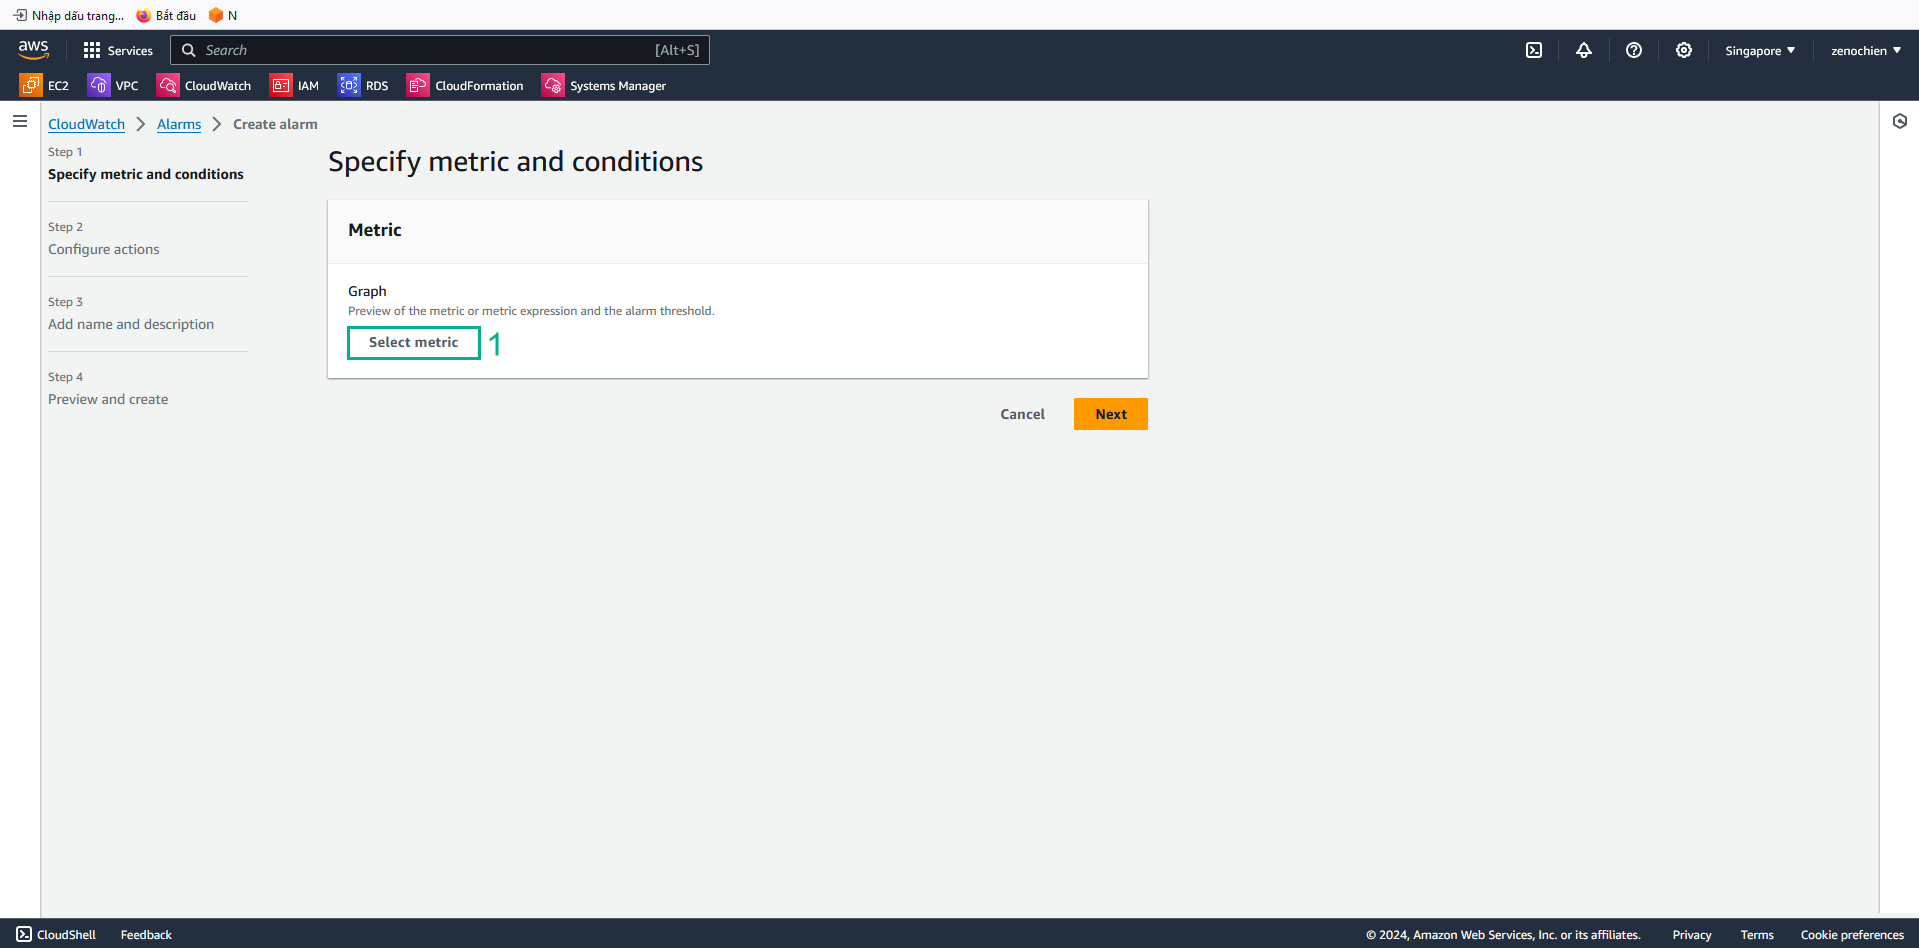 Nhập dấu trang... Bắt đầu N
aws Services Search [Alt+S] Singapore zenochien
EC2 VPC CloudWatch IAM RDS CloudFormation Systems Manager
CloudWatch Alarms Create alarm
Step 1
Specify metric and conditions
Step 2
Configure actions
Step 3
Add name and description
Step 4
Preview and create
Specify metric and conditions
Metric
Graph
Preview of the metric or metric expression and the alarm threshold.
Select metric 1
Cancel Next
CloudShell Feedback © 2024, Amazon Web Services, Inc. or its affiliates. Privacy Terms Cookie preferences